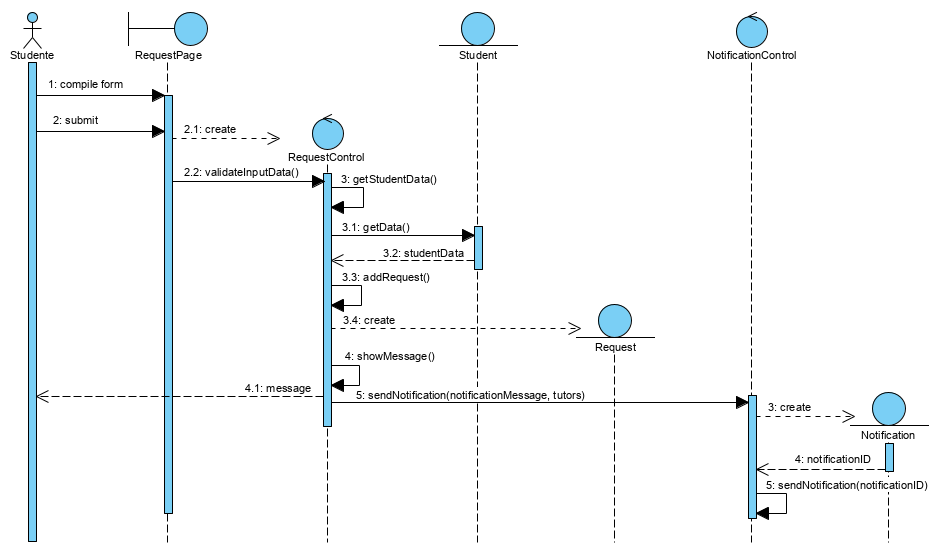 Studente
RequestPage
Student
NotificationControl
1: compile form
2: submit
2.1: create
RequestControl
2.2: validateInputData()
3: getStudentData()
3.1: getData()
3.2: studentData
3.3: addRequest()
3.4: create
Request
4: showMessage()
4.1: message
5: sendNotification(notificationMessage, tutors)
3: create
Notification
4: notificationID
5: sendNotification(notificationID)